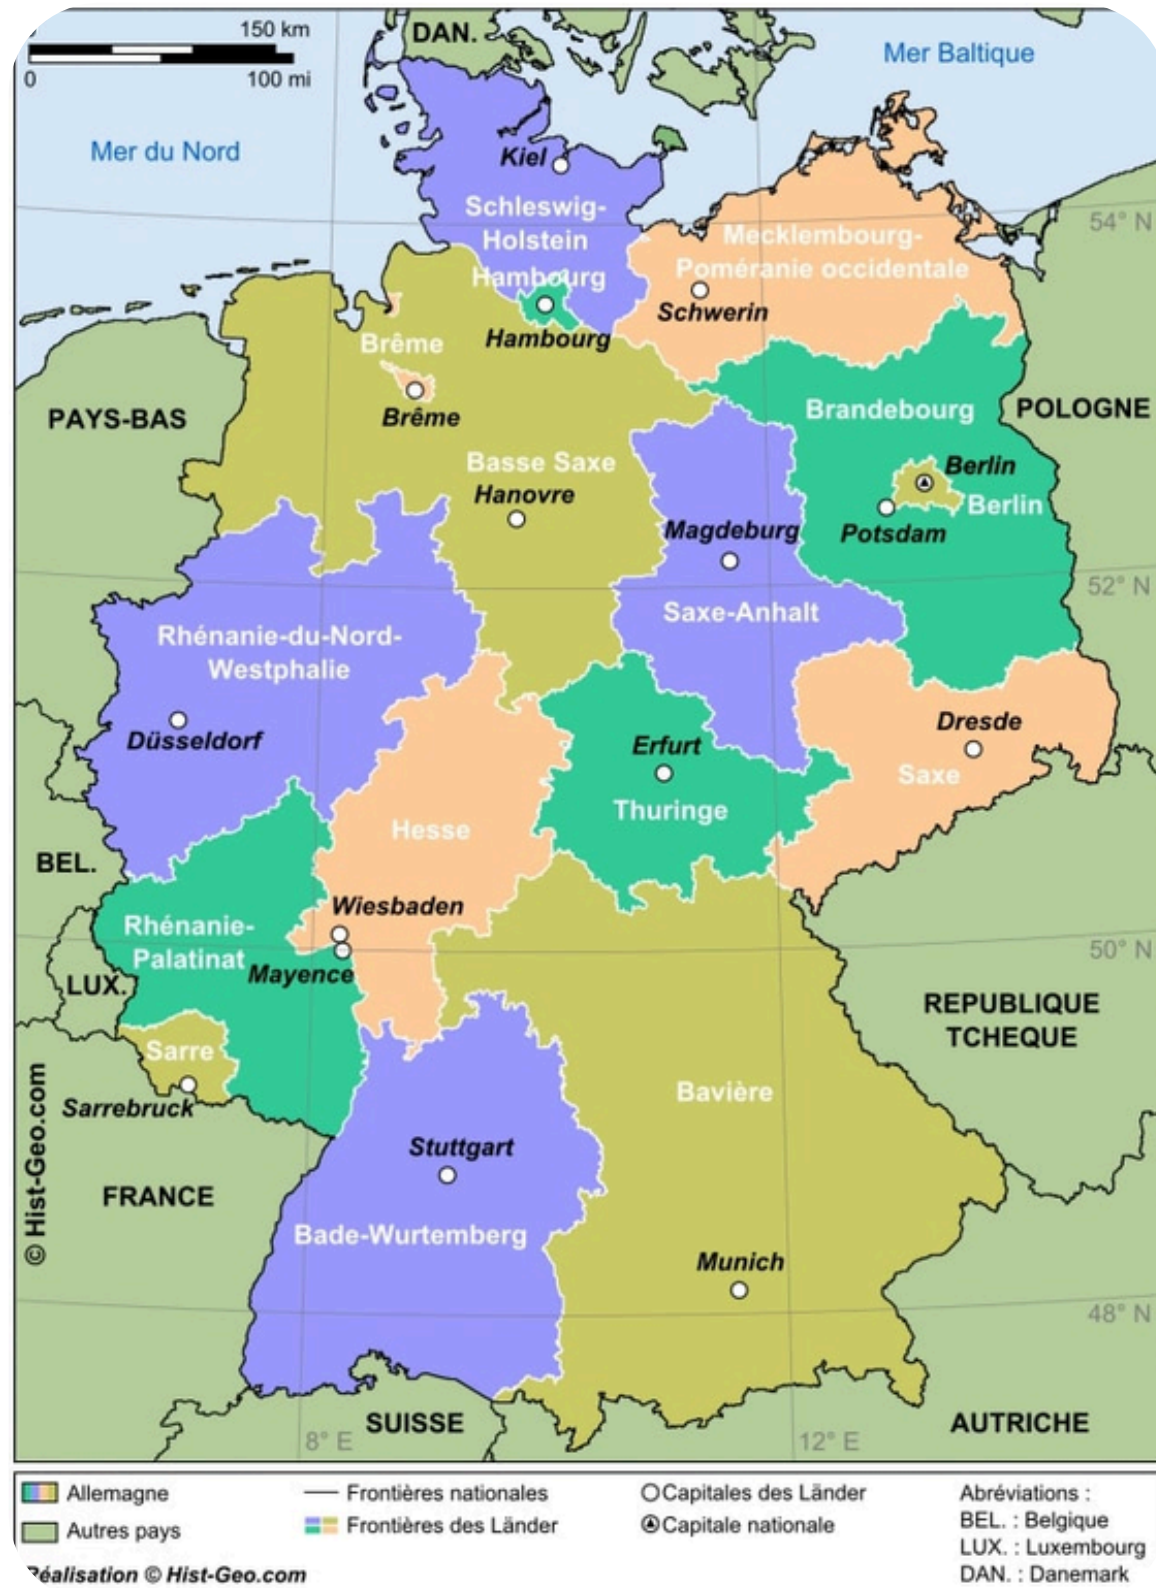 150 km
0
100 mi
DAN.
Mer Baltique
Mer du Nord
Kiel
Schleswig-
Holstein
54° N
Mecklembourg-
Poméranie occidentale
Hambourg
Schwerin
Hambourg
Brême
Brême
PAYS-BAS
Brandebourg
POLOGNE
Basse Saxe
Hanovre
Berlin
Berlin
Magdeburg
Potsdam
52° N
Saxe-Anhalt
Rhénanie-du-Nord-
Westphalie
Düsseldorf
Erfurt
Dresde
Saxe
Thuringe
Hesse
BEL.
Wiesbaden
Rhénanie-
Palatinat
Mayence
50° N
LUX.
REPUBLIQUE
TCHEQUE
Sarre
Sarrebruck
Bavière
© Hist-Geo.com
Stuttgart
FRANCE
Bade-Wurtemberg
Munich
48° N
SUISSE
AUTRICHE
8° E
12° E
Allemagne
Autres pays
Frontières nationales
Frontières des Länder
Capitales des Länder
Capitale nationale
Abréviations :
BEL. : Belgique
LUX. : Luxembourg
DAN. : Danemark
Réalisation © Hist-Geo.com